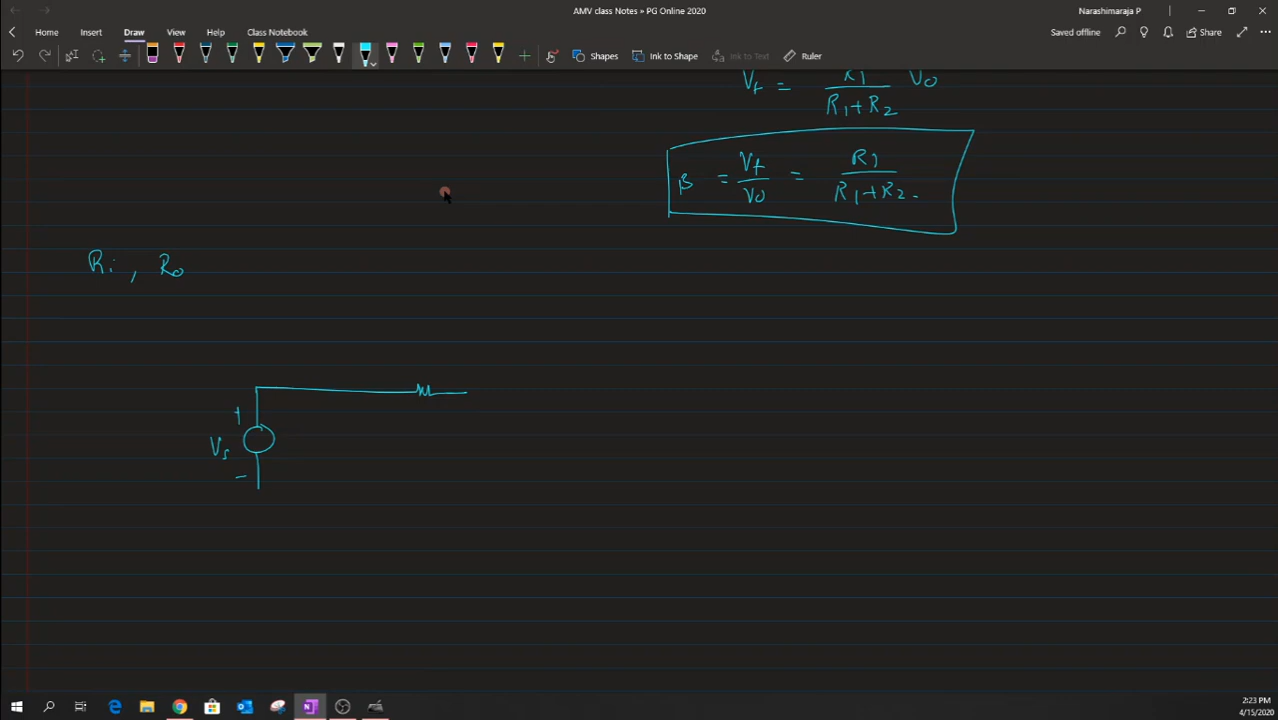 AMV class Notes » PG Online 2020
Narashimaraja P
Home Insert Draw View Help Class Notebook
Saved offline
Share
Shapes Ink to Shape Ink to Text Ruler
Vf = R1 / R1+R2 Vo
β = Vf / Vo = R1 / R1+R2.
Ri , Ro
+
Vs
-
2:23 PM
4/15/2020